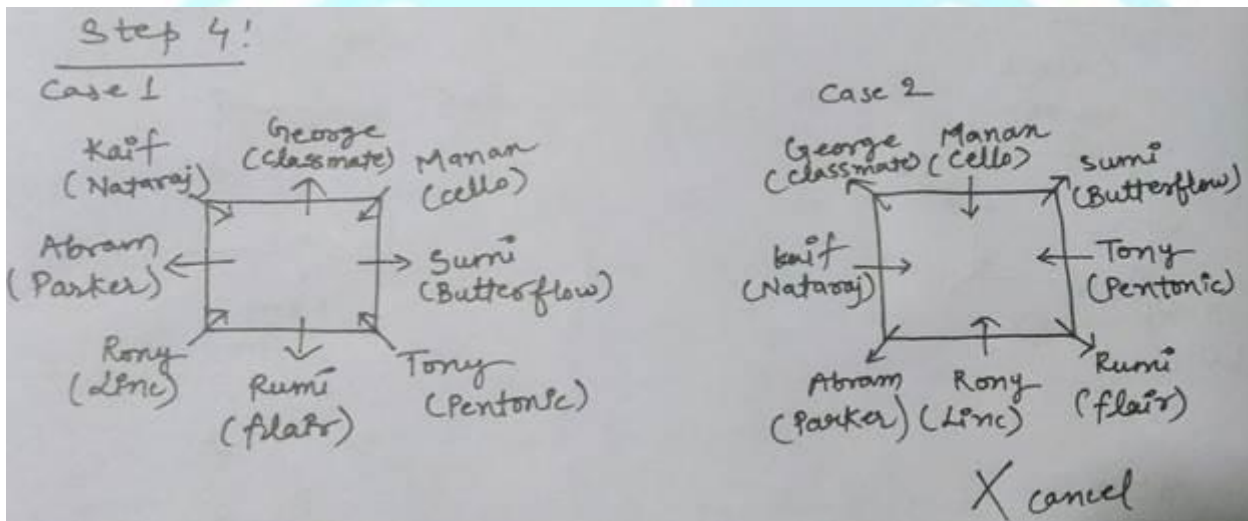 Step 4!
Case 1
Kaif
(Nataraj)
George
(Classmate)
Manan
(Cello)
Abram
(Parker)
Sumi
(Butterflow)
Rony
(Linc)
Rumi
(flair)
Tony
(Pentonic)
Case 2
George
(Classmate)
Manan
(Cello)
Sumi
(Butterflow)
Kaif
(Nataraj)
Tony
(Pentonic)
Abram
(Parker)
Rony
(Linc)
Rumi
(flair)
X cancel